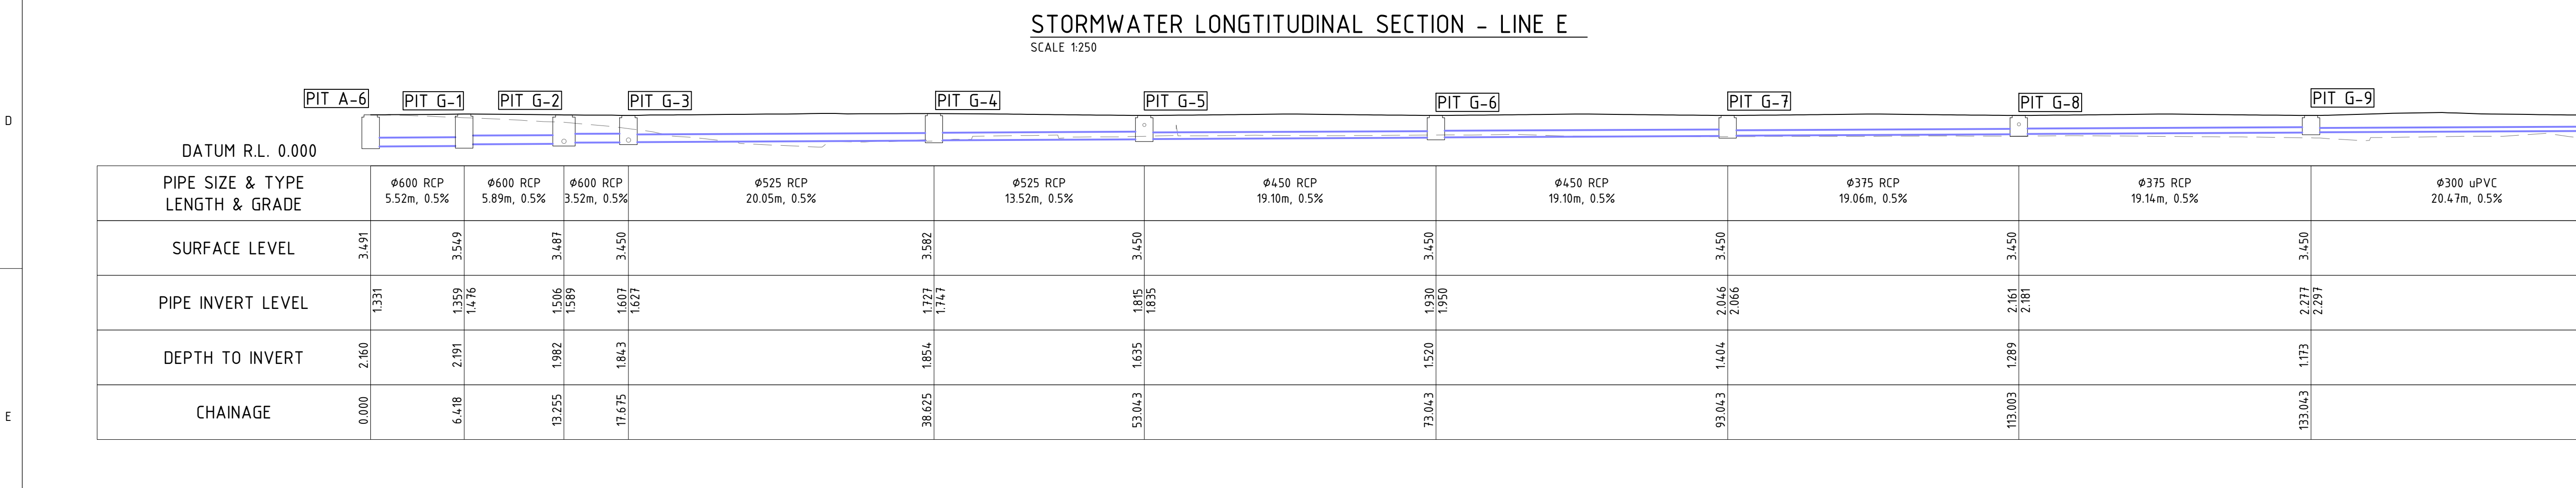 STORMWATER LONGTITUDINAL SECTION - LINE E
SCALE 1:250
PIT A-6 PIT G-1 PIT G-2 PIT G-3 PIT G-4 PIT G-5 PIT G-6 PIT G-7 PIT G-8 PIT G-9
D
DATUM R.L. 0.000
PIPE SIZE & TYPE
LENGTH & GRADE
Ø600 RCP Ø600 RCP Ø600 RCP Ø525 RCP Ø525 RCP Ø450 RCP Ø450 RCP Ø375 RCP Ø375 RCP Ø300 uPVC
5.52m, 0.5% 5.89m, 0.5% 3.52m, 0.5% 20.05m, 0.5% 13.52m, 0.5% 19.10m, 0.5% 19.10m, 0.5% 19.06m, 0.5% 19.14m, 0.5% 20.47m, 0.5%
SURFACE LEVEL 3.491 3.549 3.487 3.450 3.582 3.450 3.450 3.450 3.450 3.450
PIPE INVERT LEVEL 1.331 1.359 1.476 1.506 1.589 1.607 1.627 1.727 1.747 1.815 1.835 1.930 1.950 2.046 2.066 2.161 2.181 2.277 2.297
DEPTH TO INVERT 2.160 2.191 1.982 1.843 1.854 1.635 1.520 1.404 1.289 1.173
CHAINAGE 0.000 6.418 13.255 17.675 38.625 53.043 73.043 93.043 113.003 133.043
E